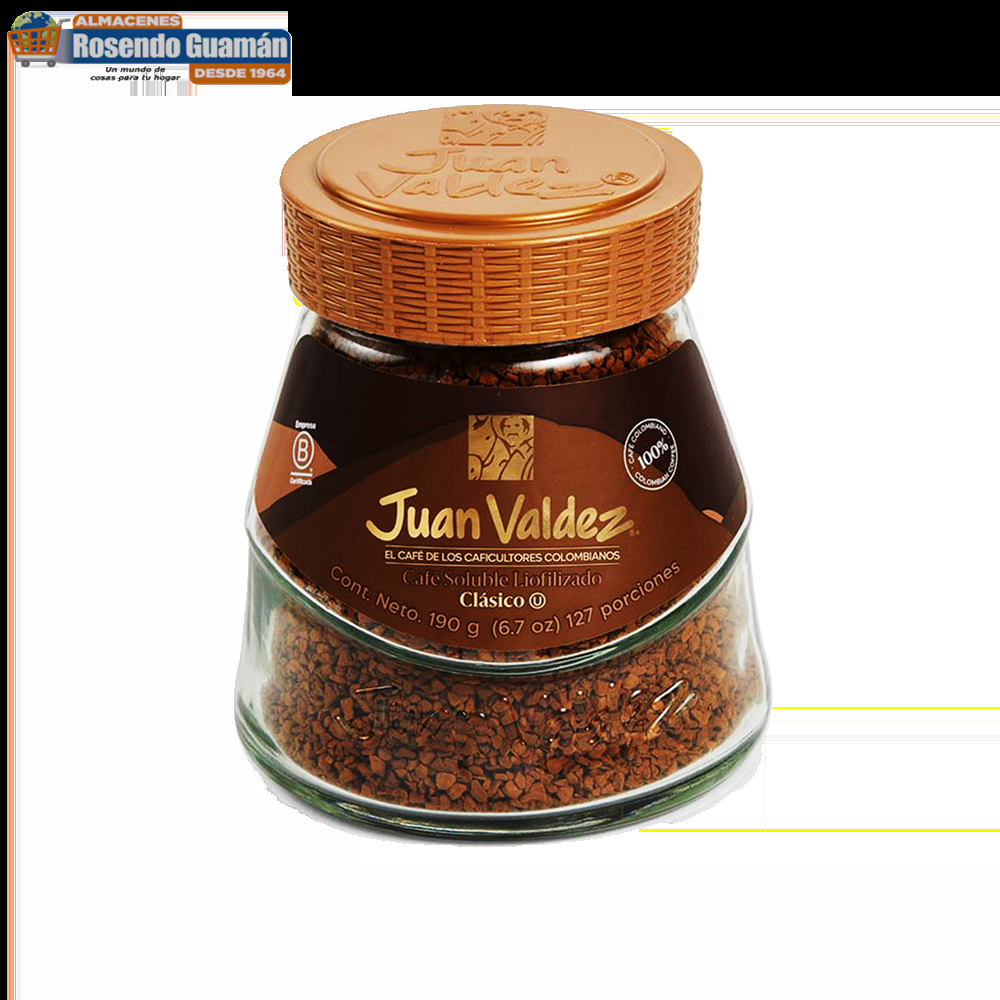 ALMACENES
Rosendo Guamán
Un mundo de
cosas para tu hogar
DESDE 1964
Juan
Valdez
Empresa
B
Certificada
CAFÉ COLOMBIANO
100%
COLOMBIAN COFFEE
Juan Valdez
EL CAFÉ DE LOS CAFICULTORES COLOMBIANOS
Café Soluble Liofilizado
Clásico U
Cont. Neto. 190 g (6.7 oz) 127 porciones